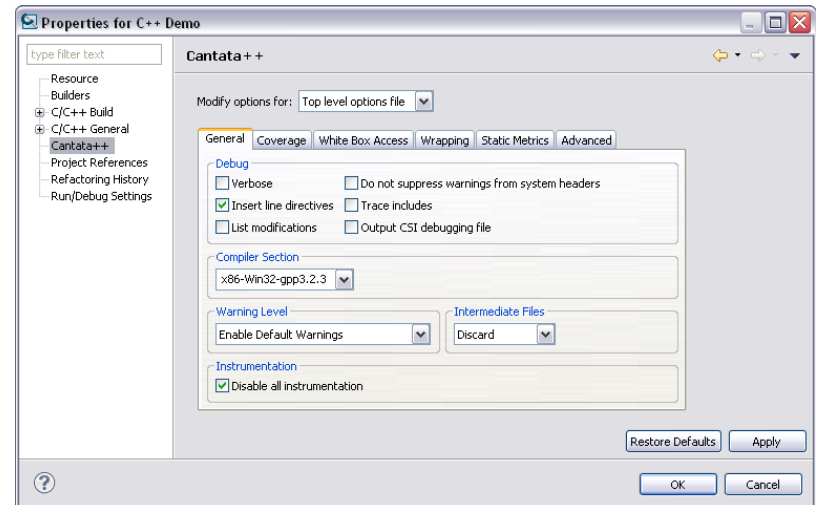 Properties for C++ Demo
type filter text
Resource
Builders
C/C++ Build
C/C++ General
Cantata++
Project References
Refactoring History
Run/Debug Settings
Cantata++
Modify options for: Top level options file
General Coverage White Box Access Wrapping Static Metrics Advanced
Debug
Verbose Do not suppress warnings from system headers
Insert line directives Trace includes
List modifications Output CSI debugging file
Compiler Section
x86-Win32-gpp3.2.3
Warning Level Intermediate Files
Enable Default Warnings Discard
Instrumentation
Disable all instrumentation
Restore Defaults Apply
? OK Cancel